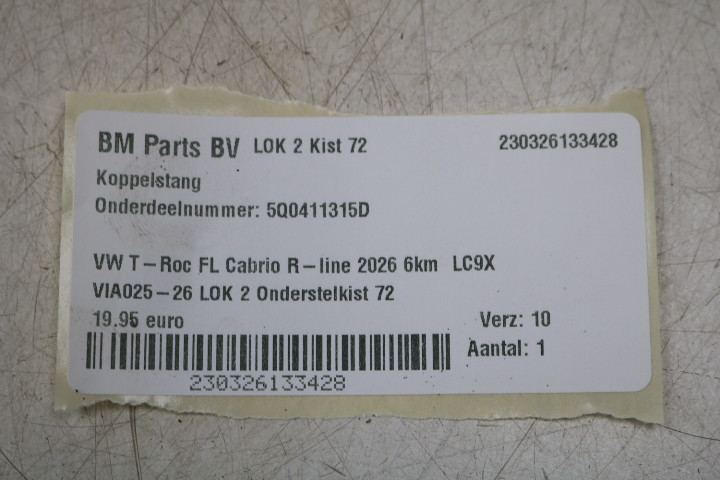 BM Parts BV LOK 2 Kist 72 230326133428
Koppelstang
Onderdeelnummer: 5Q0411315D
VW T-Roc FL Cabrio R-line 2026 6km LC9X
VIA025-26 LOK 2 Onderstelkist 72
19.95 euro Verz: 10
Aantal: 1
230326133428